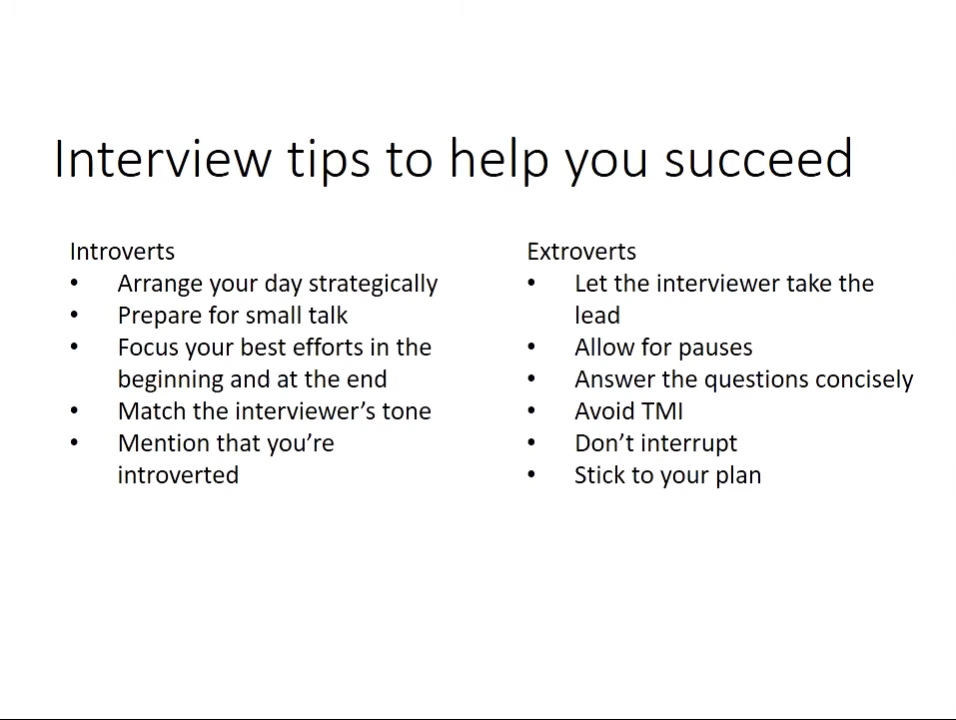 Interview tips to help you succeed
Introverts
• Arrange your day strategically
• Prepare for small talk
• Focus your best efforts in the
beginning and at the end
• Match the interviewer’s tone
• Mention that you’re
introverted
Extroverts
• Let the interviewer take the
lead
• Allow for pauses
• Answer the questions concisely
• Avoid TMI
• Don’t interrupt
• Stick to your plan